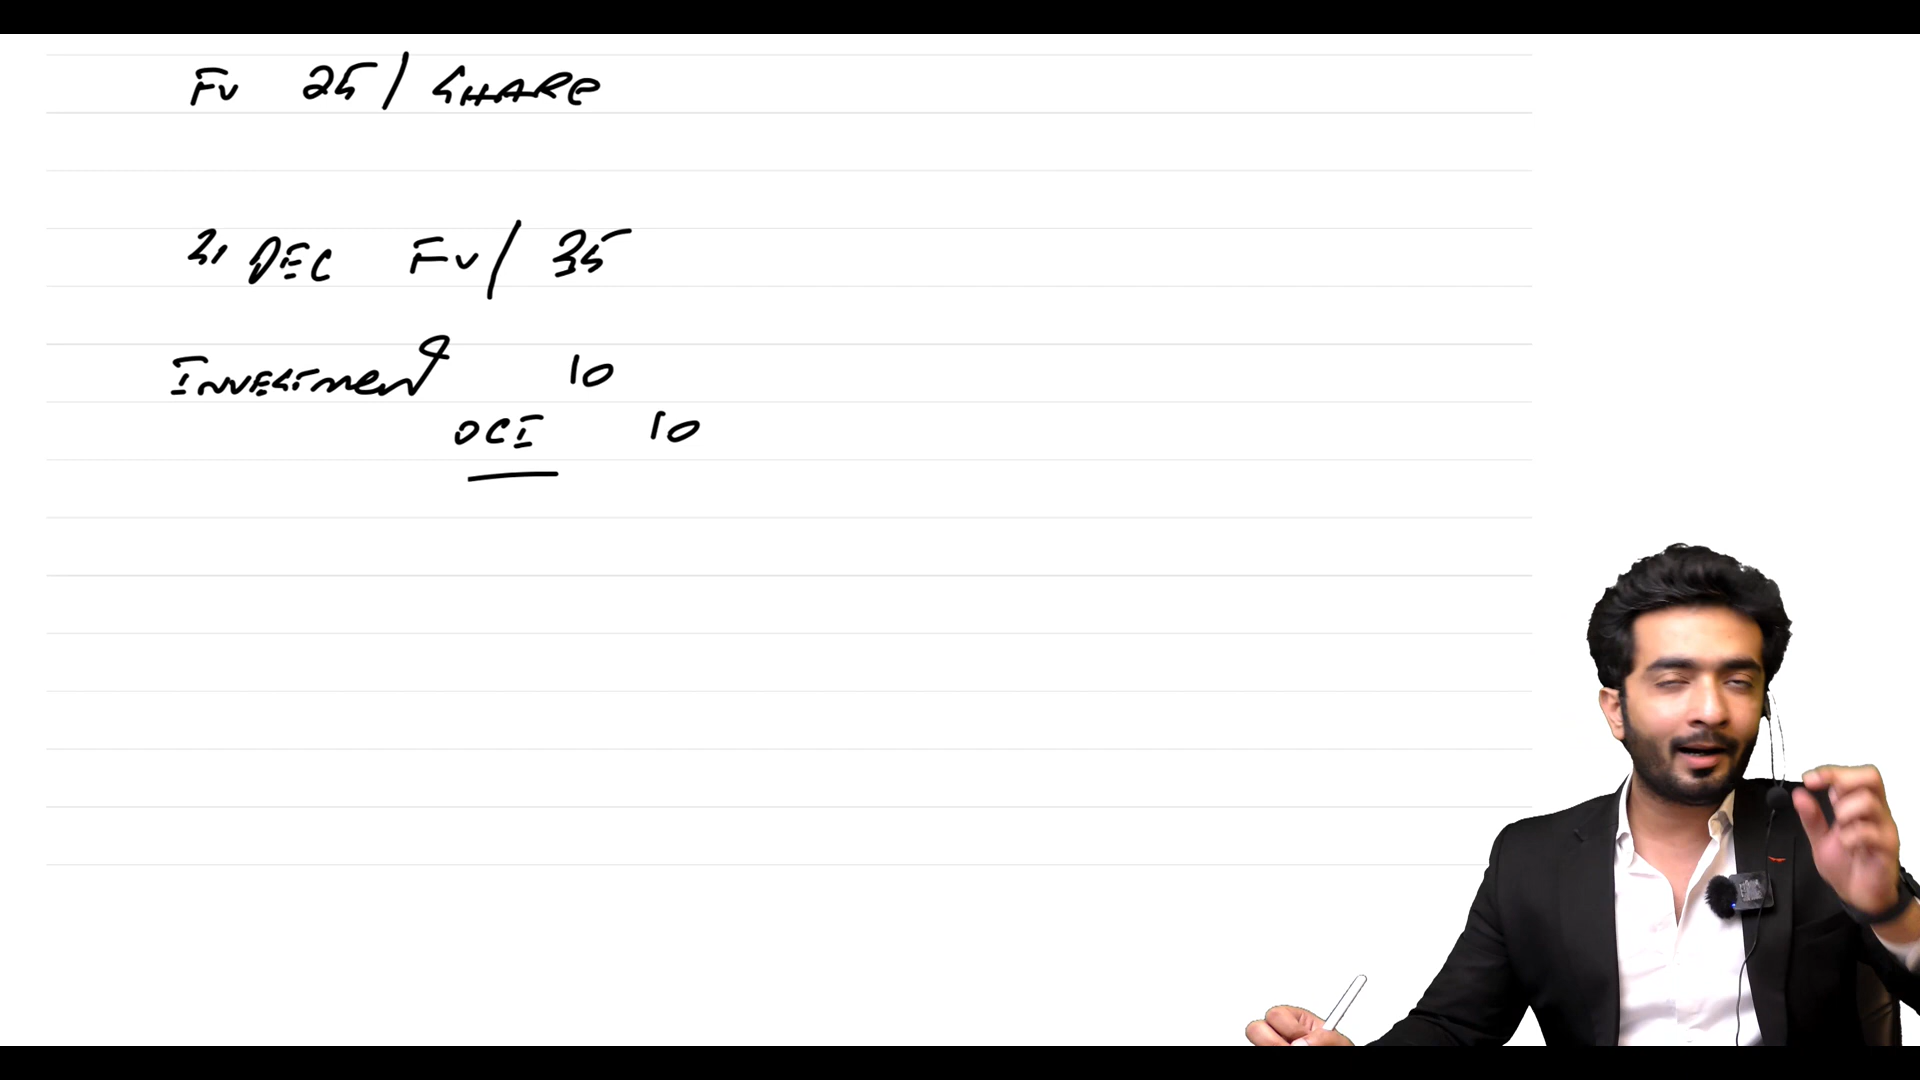 FV 25/SHARE
31 DEC FV/ 35
INVESTMENT 10
OCI 10